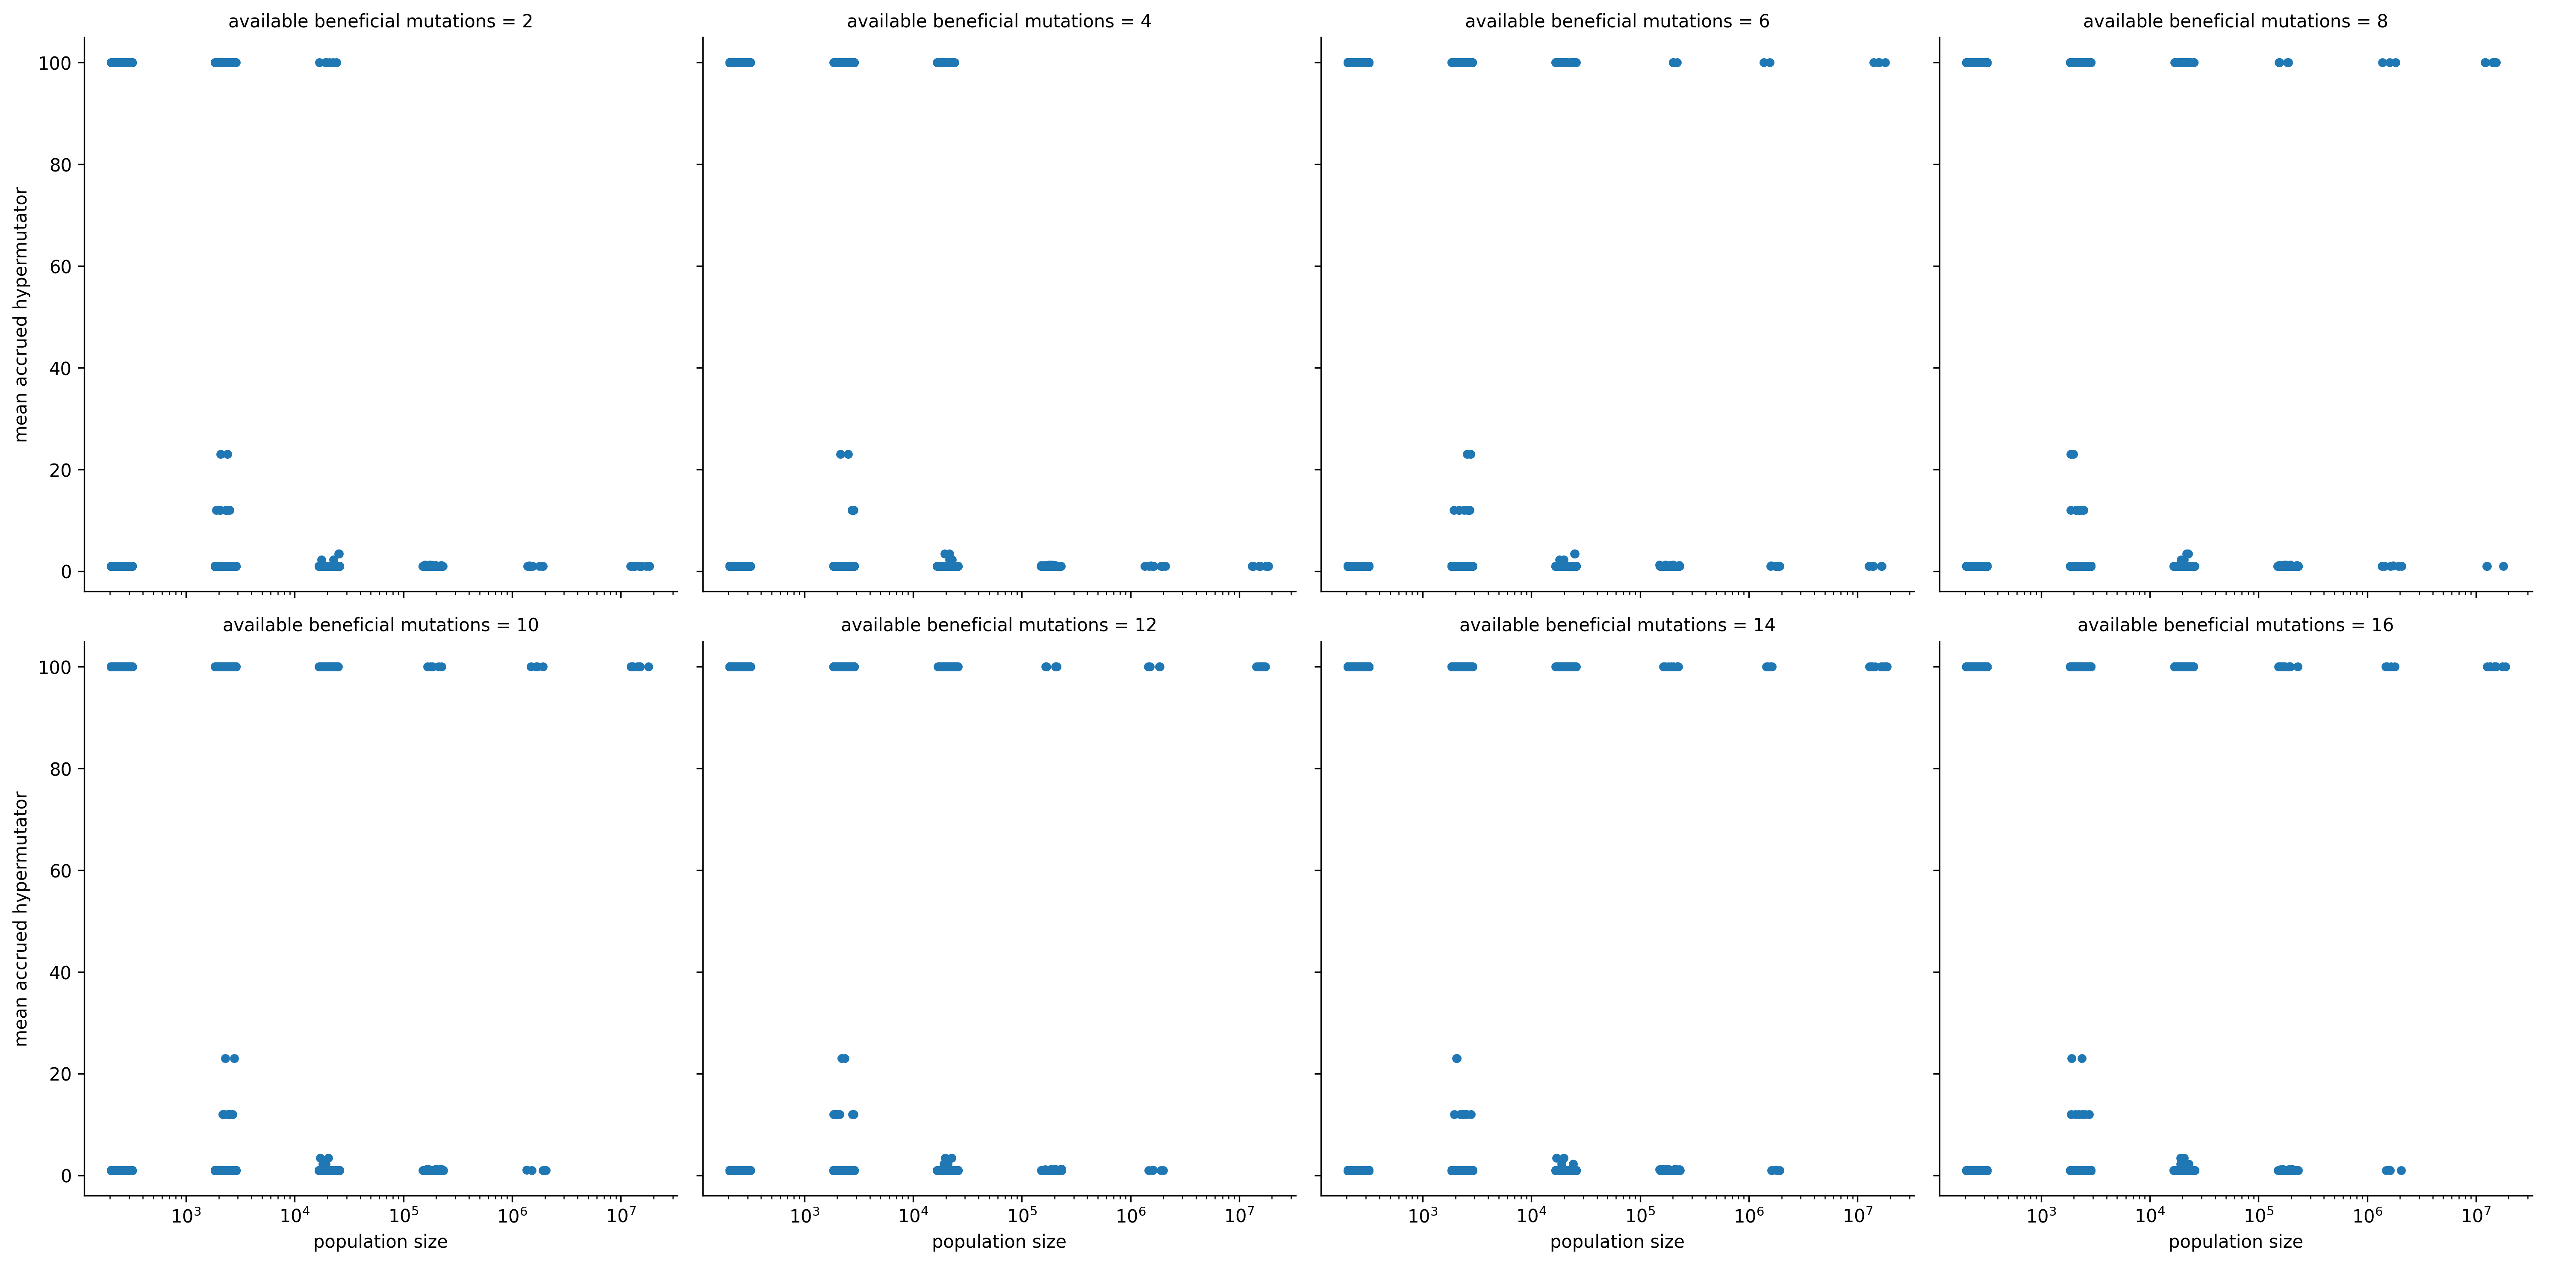 available beneficial mutations = 2
available beneficial mutations = 4
available beneficial mutations = 6
available beneficial mutations = 8
100
80
60
40
20
0
mean accrued hypermutator
available beneficial mutations = 10
available beneficial mutations = 12
available beneficial mutations = 14
available beneficial mutations = 16
100
80
60
40
20
0
mean accrued hypermutator
10³ 10⁴ 10⁵ 10⁶ 10⁷
10³ 10⁴ 10⁵ 10⁶ 10⁷
10³ 10⁴ 10⁵ 10⁶ 10⁷
10³ 10⁴ 10⁵ 10⁶ 10⁷
population size
population size
population size
population size